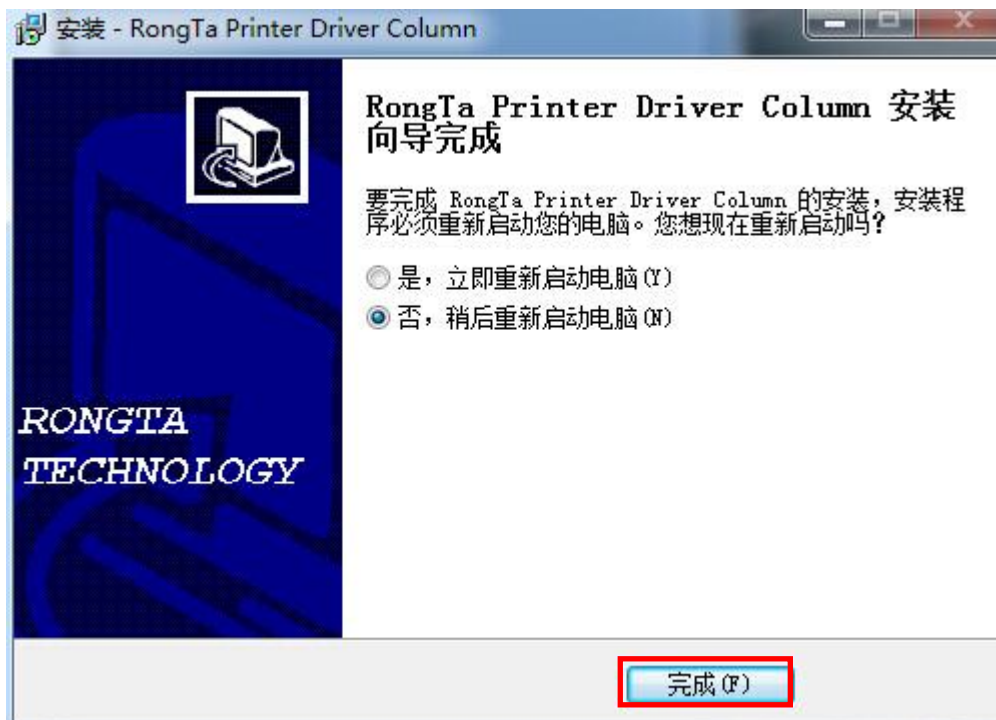 安装 - RongTa Printer Driver Column
RongTa Printer Driver Column 安装
向导完成
要完成 RongTa Printer Driver Column 的安装，安装程
序必须重新启动您的电脑。您想现在重新启动吗？
是，立即重新启动电脑(Y)
否，稍后重新启动电脑(N)
RONGTA
TECHNOLOGY
完成(F)